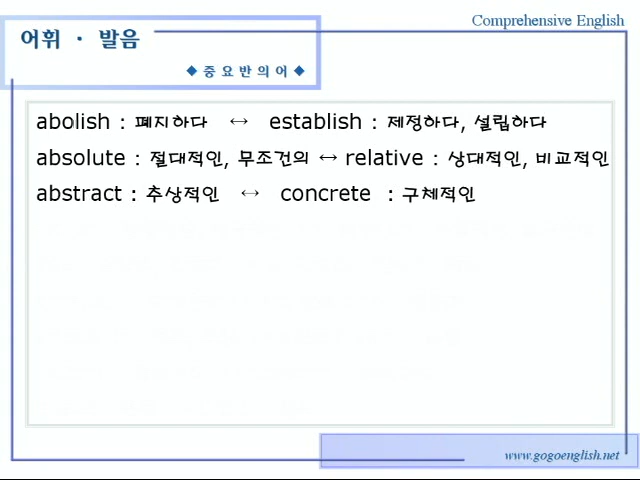 Comprehensive English
어휘 · 발음
◆ 중요반의어 ◆
abolish : 폐지하다 ↔ establish : 제정하다, 설립하다
absolute : 절대적인, 무조건의 ↔ relative : 상대적인, 비교적인
abstract : 추상적인 ↔ concrete : 구체적인
www.gogoenglish.net